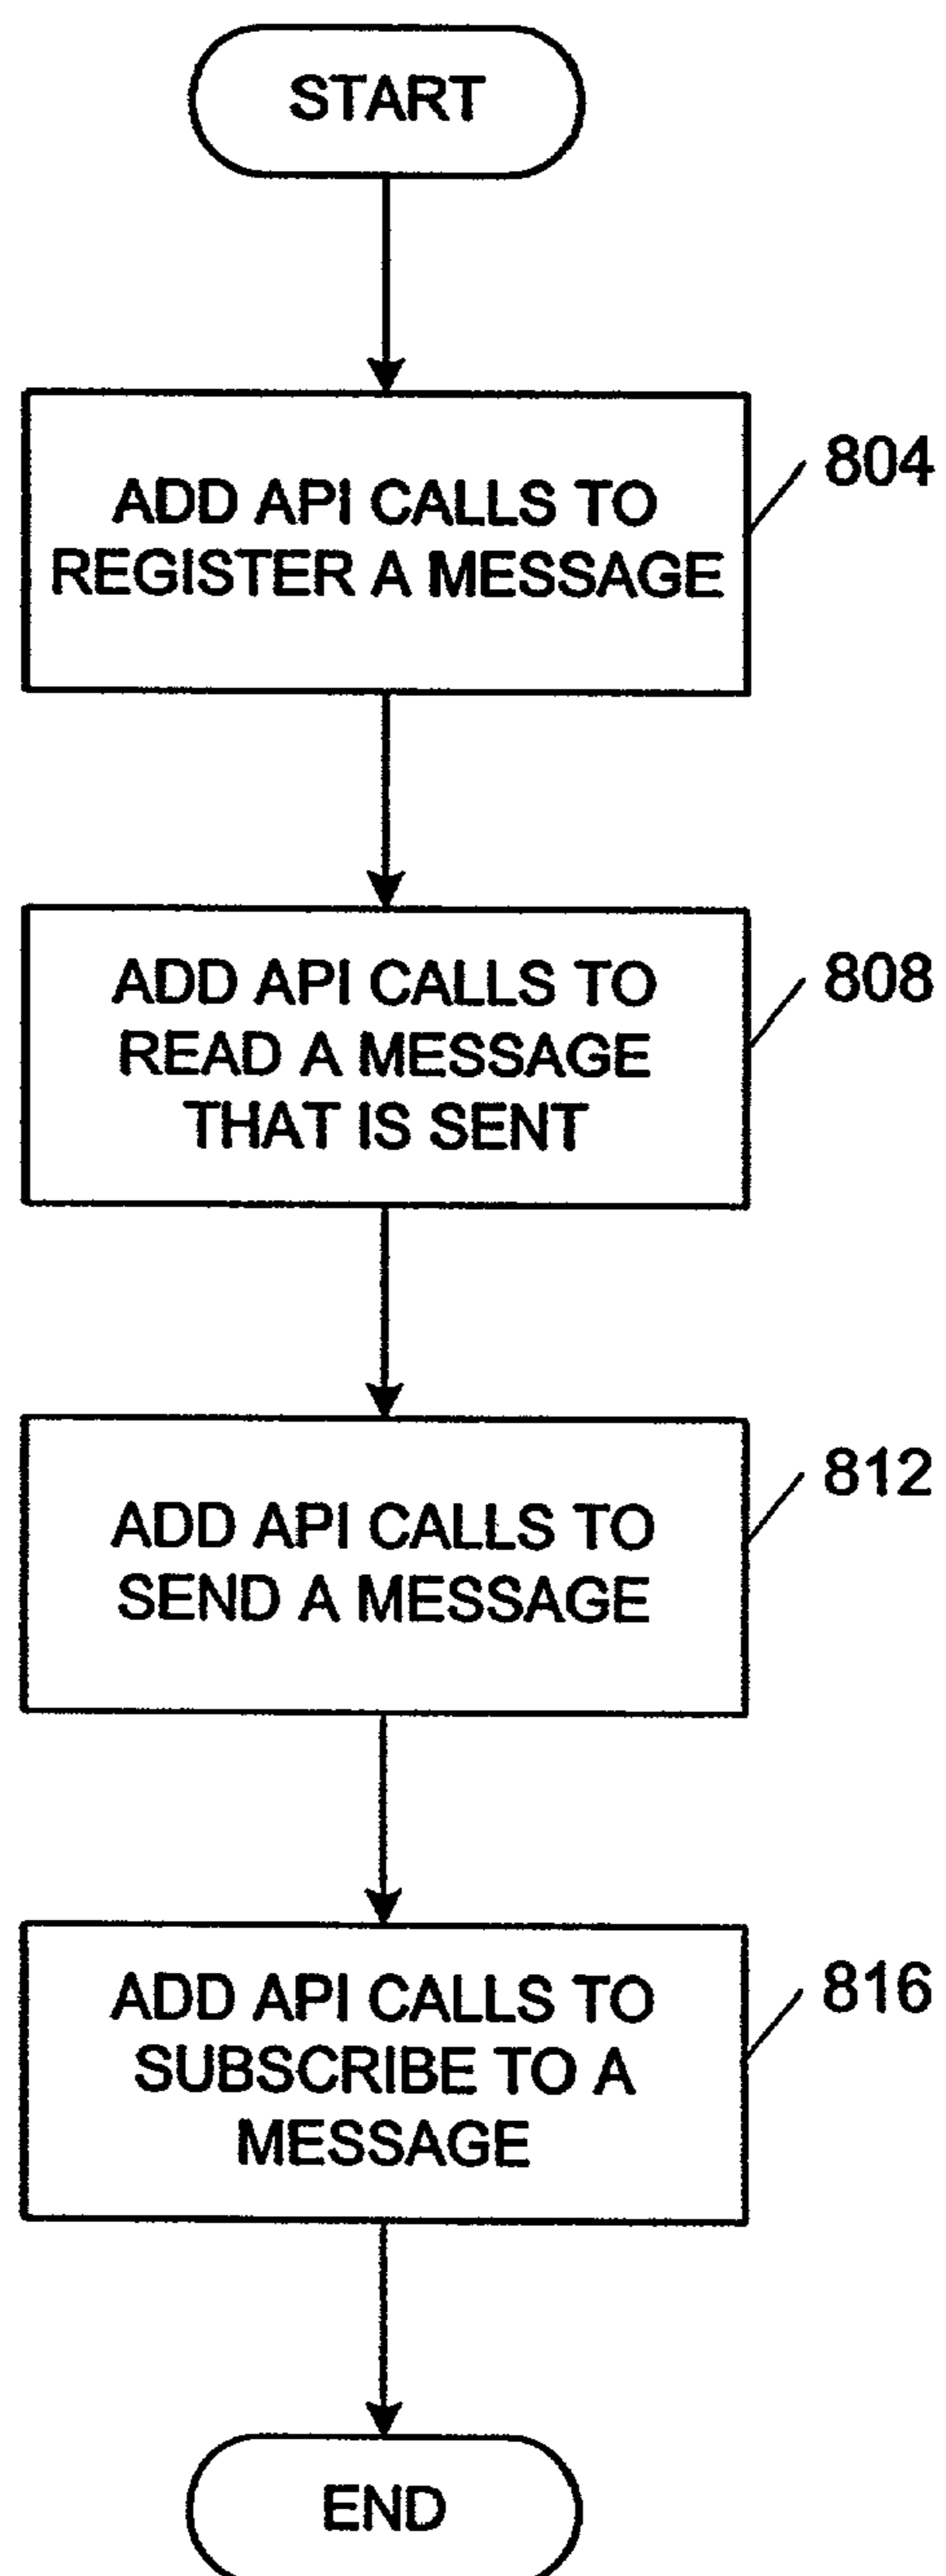 START
ADD API CALLS TO
REGISTER A MESSAGE
804
ADD API CALLS TO
READ A MESSAGE
THAT IS SENT
808
ADD API CALLS TO
SEND A MESSAGE
812
ADD API CALLS TO
SUBSCRIBE TO A
MESSAGE
816
END